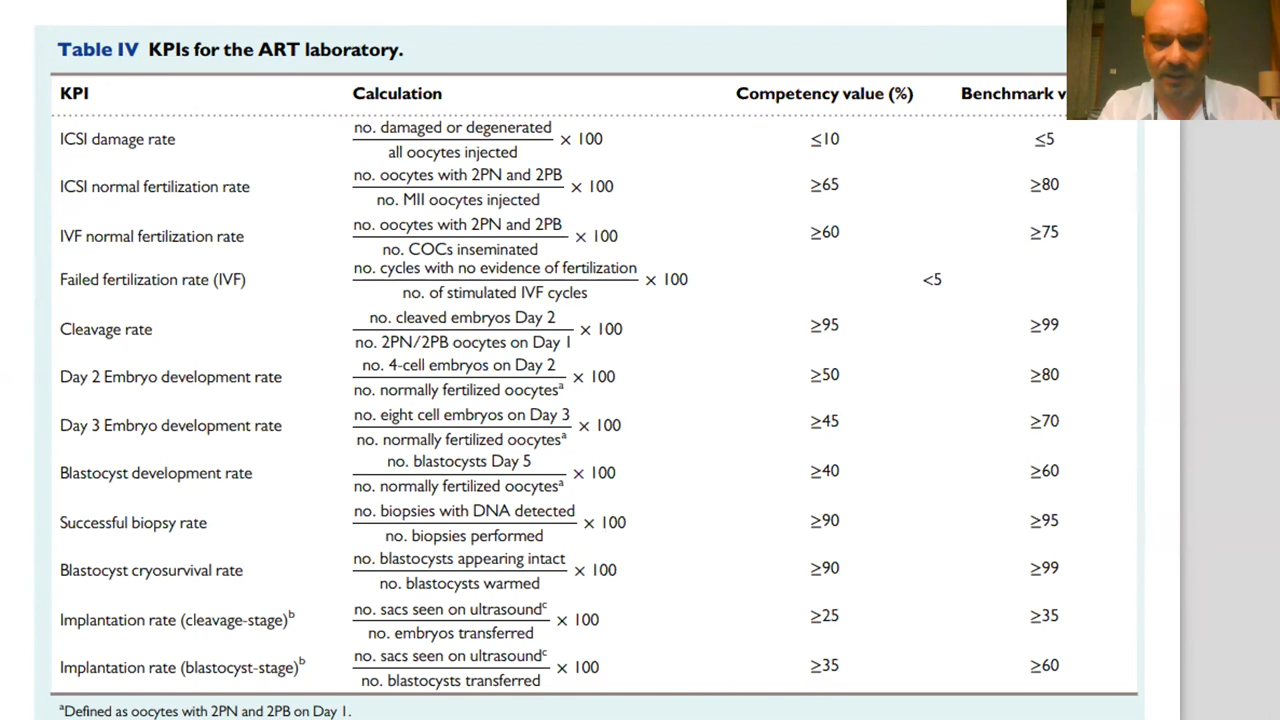 Table IV KPIs for the ART laboratory.
KPI Calculation Competency value (%) Benchmark
ICSI damage rate no. damaged or degenerated / all oocytes injected × 100 ≤10 ≤5
ICSI normal fertilization rate no. oocytes with 2PN and 2PB / no. MII oocytes injected × 100 ≥65 ≥80
IVF normal fertilization rate no. oocytes with 2PN and 2PB / no. COCs inseminated × 100 ≥60 ≥75
Failed fertilization rate (IVF) no. cycles with no evidence of fertilization / no. of stimulated IVF cycles × 100 <5
Cleavage rate no. cleaved embryos Day 2 / no. 2PN/2PB oocytes on Day 1 × 100 ≥95 ≥99
Day 2 Embryo development rate no. 4-cell embryos on Day 2 / no. normally fertilized oocytesᵃ × 100 ≥50 ≥80
Day 3 Embryo development rate no. eight cell embryos on Day 3 / no. normally fertilized oocytesᵃ × 100 ≥45 ≥70
Blastocyst development rate no. blastocysts Day 5 / no. normally fertilized oocytesᵃ × 100 ≥40 ≥60
Successful biopsy rate no. biopsies with DNA detected / no. biopsies performed × 100 ≥90 ≥95
Blastocyst cryosurvival rate no. blastocysts appearing intact / no. blastocysts warmed × 100 ≥90 ≥99
Implantation rate (cleavage-stage)ᵇ no. sacs seen on ultrasoundᶜ / no. embryos transferred × 100 ≥25 ≥35
Implantation rate (blastocyst-stage)ᵇ no. sacs seen on ultrasoundᶜ / no. blastocysts transferred × 100 ≥35 ≥60
ᵃDefined as oocytes with 2PN and 2PB on Day 1.